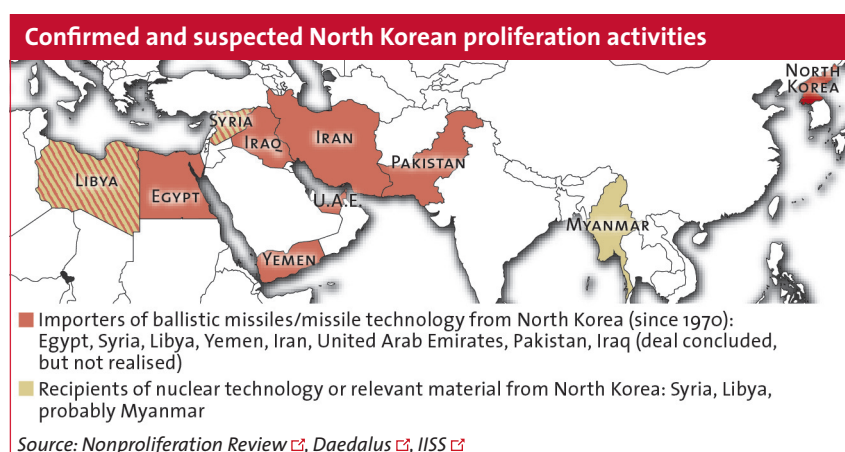 Confirmed and suspected North Korean proliferation activities
NORTH
KOREA
SYRIA
IRAQ
IRAN
PAKISTAN
LIBYA
EGYPT
U.A.E.
MYANMAR
YEMEN
Importers of ballistic missiles/missile technology from North Korea (since 1970):
Egypt, Syria, Libya, Yemen, Iran, United Arab Emirates, Pakistan, Iraq (deal concluded,
but not realised)
Recipients of nuclear technology or relevant material from North Korea: Syria, Libya,
probably Myanmar
Source: Nonproliferation Review, Daedalus, IISS